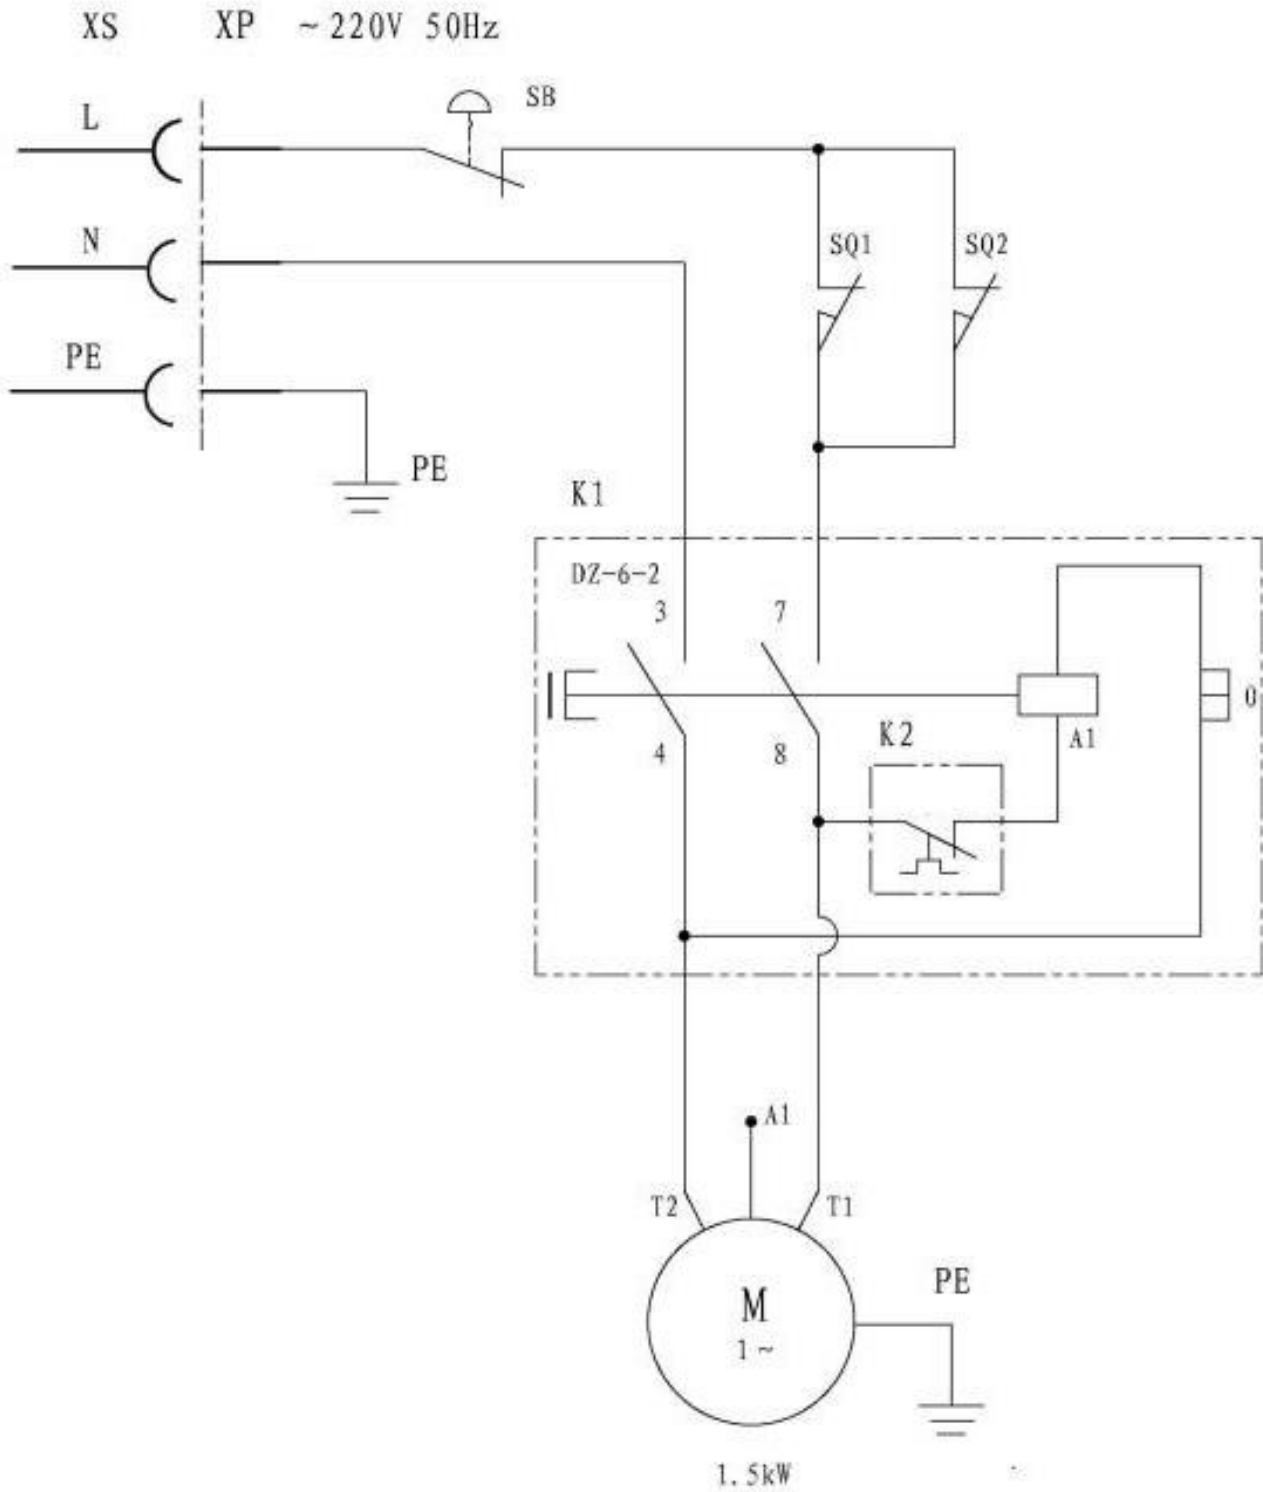 XS XP ~220V 50Hz
L
SB
N
SQ1 SQ2
PE
PE
K1
DZ-6-2
3 7
0
4 8 K2 A1
A1
T2 T1
M
1~
PE
1.5kW